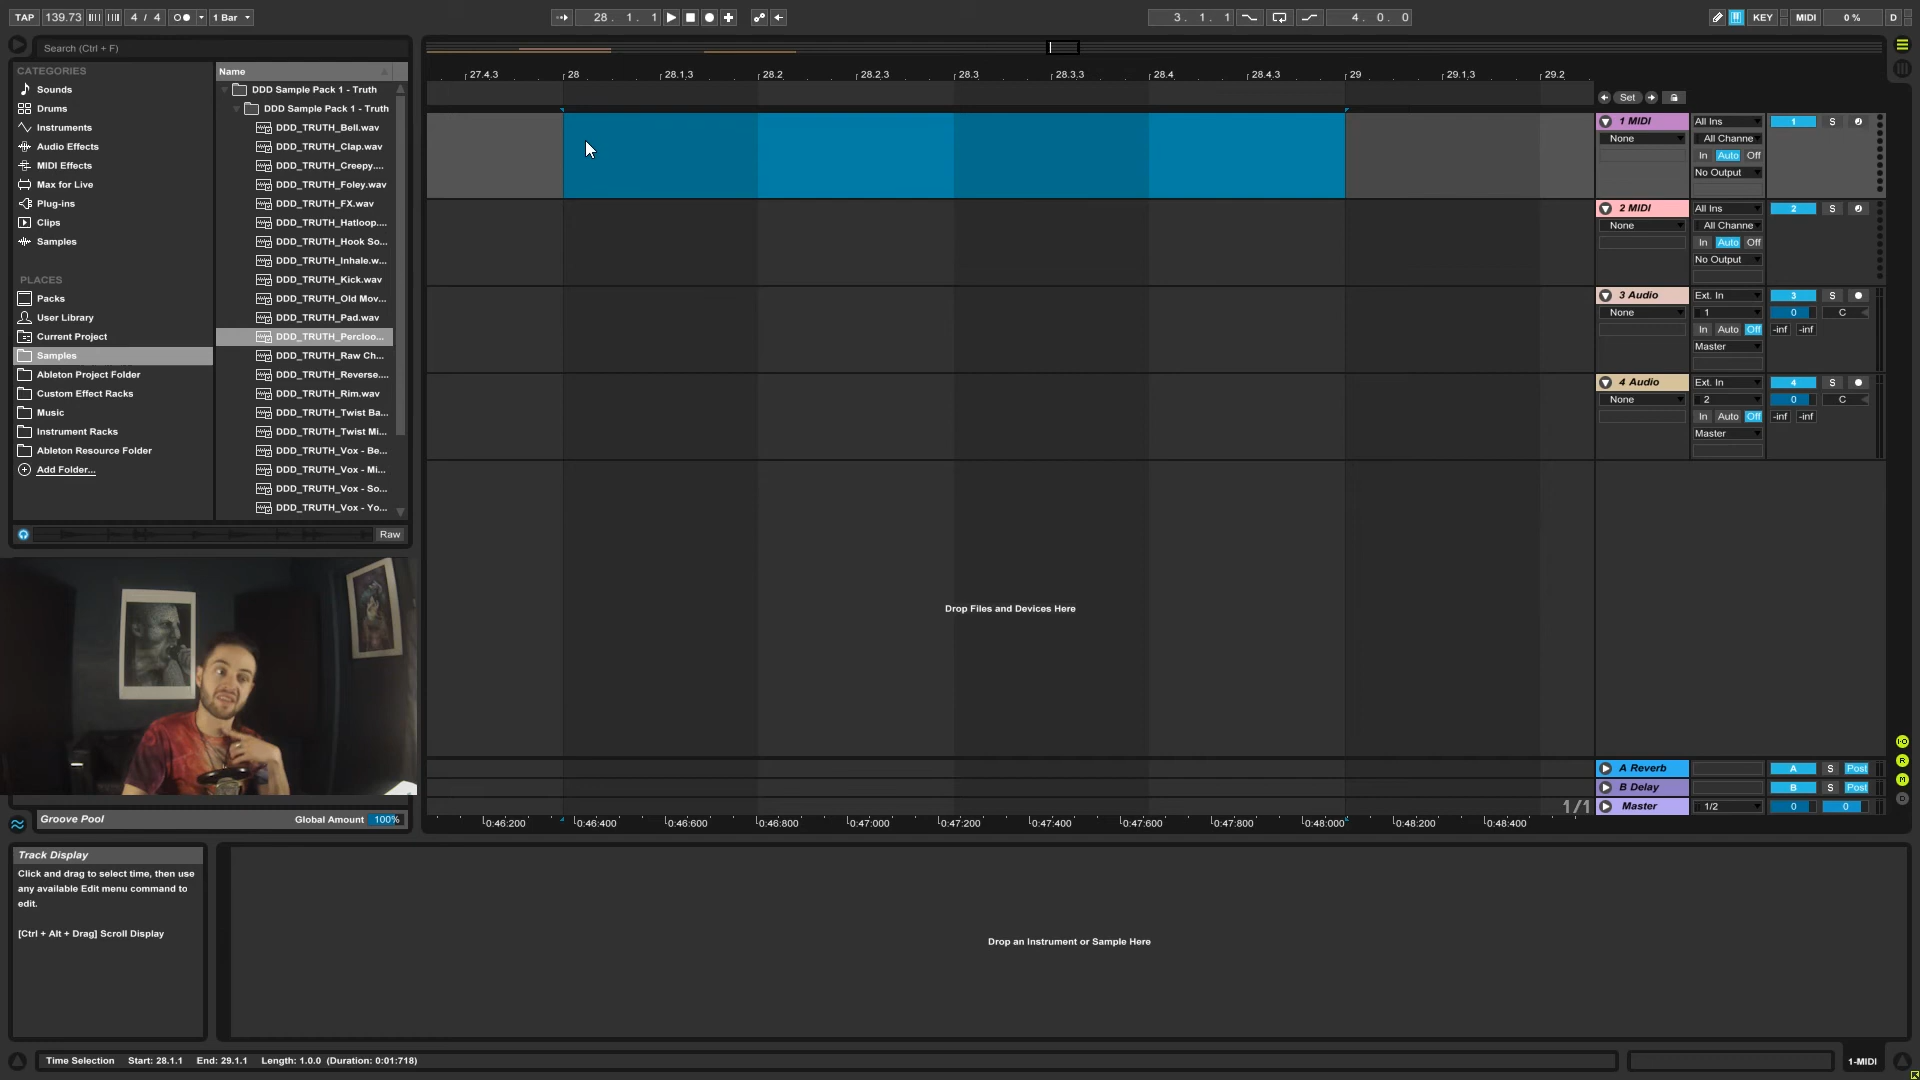 TAP 139.73 4 / 4 1 Bar 28. 1. 1 3. 1. 1 4. 0. 0 KEY MIDI 0 % D
Search (Ctrl + F)
CATEGORIES
Sounds
Drums
Instruments
Audio Effects
MIDI Effects
Max for Live
Plug-ins
Clips
Samples
PLACES
Packs
User Library
Current Project
Samples
Ableton Project Folder
Custom Effect Racks
Music
Instrument Racks
Ableton Resource Folder
Add Folder...
Name
DDD Sample Pack 1 - Truth
DDD Sample Pack 1 - Truth
DDD_TRUTH_Bell.wav
DDD_TRUTH_Clap.wav
DDD_TRUTH_Creepy....
DDD_TRUTH_Foley.wav
DDD_TRUTH_FX.wav
DDD_TRUTH_Hatloop....
DDD_TRUTH_Hook So...
DDD_TRUTH_Inhale.w...
DDD_TRUTH_Kick.wav
DDD_TRUTH_Old Mov...
DDD_TRUTH_Pad.wav
DDD_TRUTH_Percloo...
DDD_TRUTH_Raw Ch...
DDD_TRUTH_Reverse....
DDD_TRUTH_Rim.wav
DDD_TRUTH_Twist Ba...
DDD_TRUTH_Twist Mi...
DDD_TRUTH_Vox - Be...
DDD_TRUTH_Vox - Mi...
DDD_TRUTH_Vox - So...
DDD_TRUTH_Vox - Yo...
Raw
27.4.3 28 28.1.3 28.2 28.2.3 28.3 28.3.3 28.4 28.4.3 29 29.1.3 29.2
Set
1 MIDI All Ins 1 S
None All Channe
In Auto Off
No Output
2 MIDI All Ins 2 S
None All Channe
In Auto Off
No Output
3 Audio Ext. In 3 S
None 1 0 C
In Auto Off -inf -inf
Master
4 Audio Ext. In 4 S
None 2 0 C
In Auto Off -inf -inf
Master
Drop Files and Devices Here
A Reverb A S Post
B Delay B S Post
1/1 Master 1/2 0 0
0:46:200 0:46:400 0:46:600 0:46:800 0:47:000 0:47:200 0:47:400 0:47:600 0:47:800 0:48:000 0:48:200 0:48:400
I·O
R
M
D
Groove Pool Global Amount 100%
Track Display
Click and drag to select time, then use
any available Edit menu command to
edit.
[Ctrl + Alt + Drag] Scroll Display
Drop an Instrument or Sample Here
Time Selection Start: 28.1.1 End: 29.1.1 Length: 1.0.0 (Duration: 0:01:718)
1-MIDI